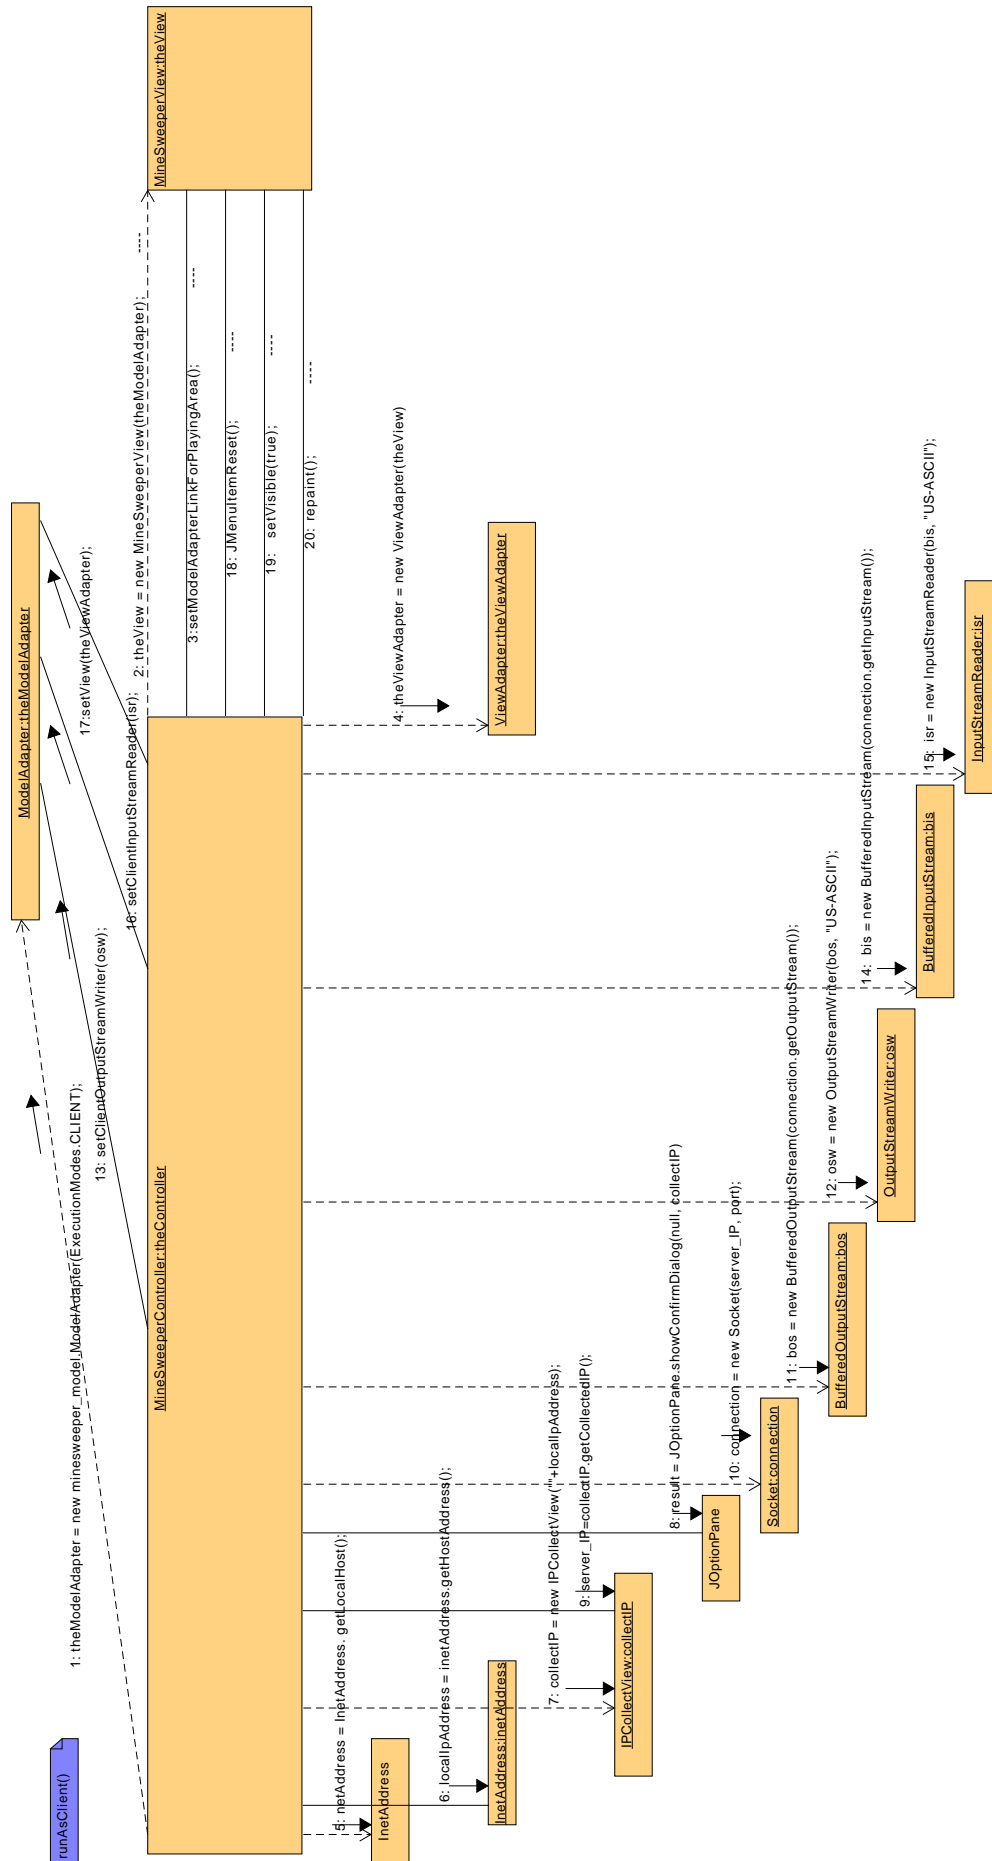 runAsClient()
ModelAdapter:theModelAdapter
1: theModelAdapter = new minesweeper_model.ModelAdapter(ExecutionModes.CLIENT);
13: setClientOutputStreamWriter(osw);
16: setClientInputStreamReader(isr);
17:setView(theViewAdapter);
MineSweeperController:theController
MineSweeperView:theView
2: theView = new MineSweeperView(theModelAdapter); ----
3:setModelAdapterLinkForPlayingArea(); ----
18: JMenuItemReset(); ----
19: setVisible(true); ----
20: repaint(); ----
5: netAddress = InetAddress. getLocalHost();
InetAddress
6: localIpAddress = inetAddress.getHostAddress();
InetAddress:inetAddress
7: collectIP = new IPCollectView(""+localIpAddress);
9: server_IP=collectIP.getCollectedIP();
IPCollectView:collectIP
8: result = JOptionPane.showConfirmDialog(null, collectIP)
JOptionPane
10: connection = new Socket(server_IP, port);
Socket:connection
11: bos = new BufferedOutputStream(connection.getOutputStream());
BufferedOutputStream:bos
12: osw = new OutputStreamWriter(bos, "US-ASCII");
OutputStreamWriter:osw
14: bis = new BufferedInputStream(connection.getInputStream());
BufferedInputStream:bis
15: isr = new InputStreamReader(bis, "US-ASCII");
InputStreamReader:isr
4: theViewAdapter = new ViewAdapter(theView)
ViewAdapter:theViewAdapter